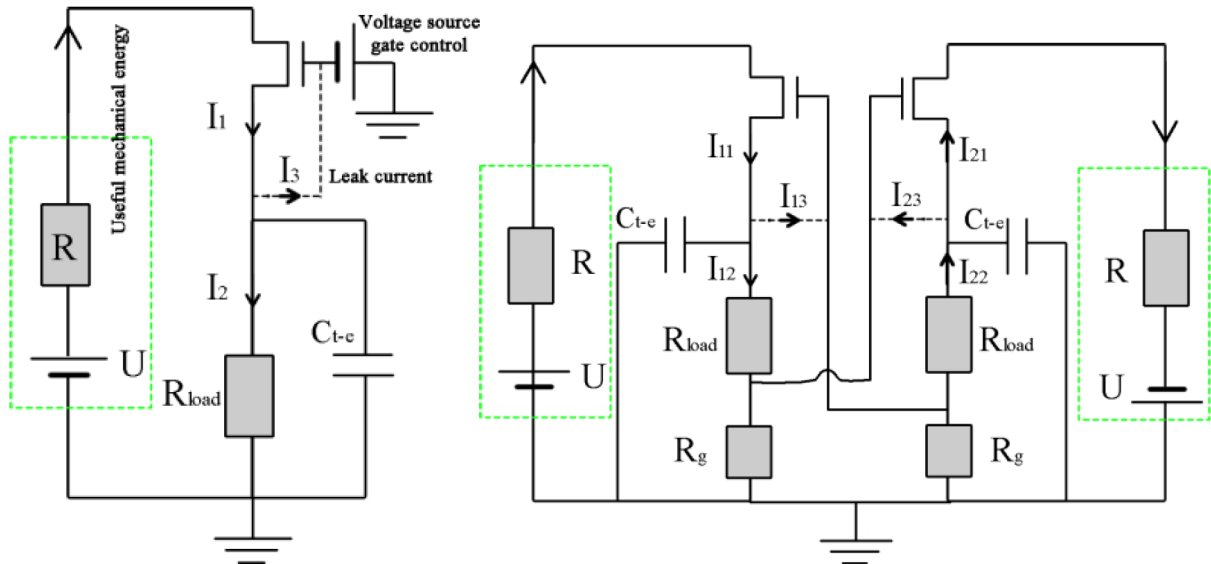 Voltage source
gate control
Useful mechanical energy
I1
I3
Leak current
R
I2
Ct-e
U
Rload
I11
I21
I13
I23
Ct-e
Ct-e
R
I12
I22
R
Rload
Rload
U
U
Rg
Rg